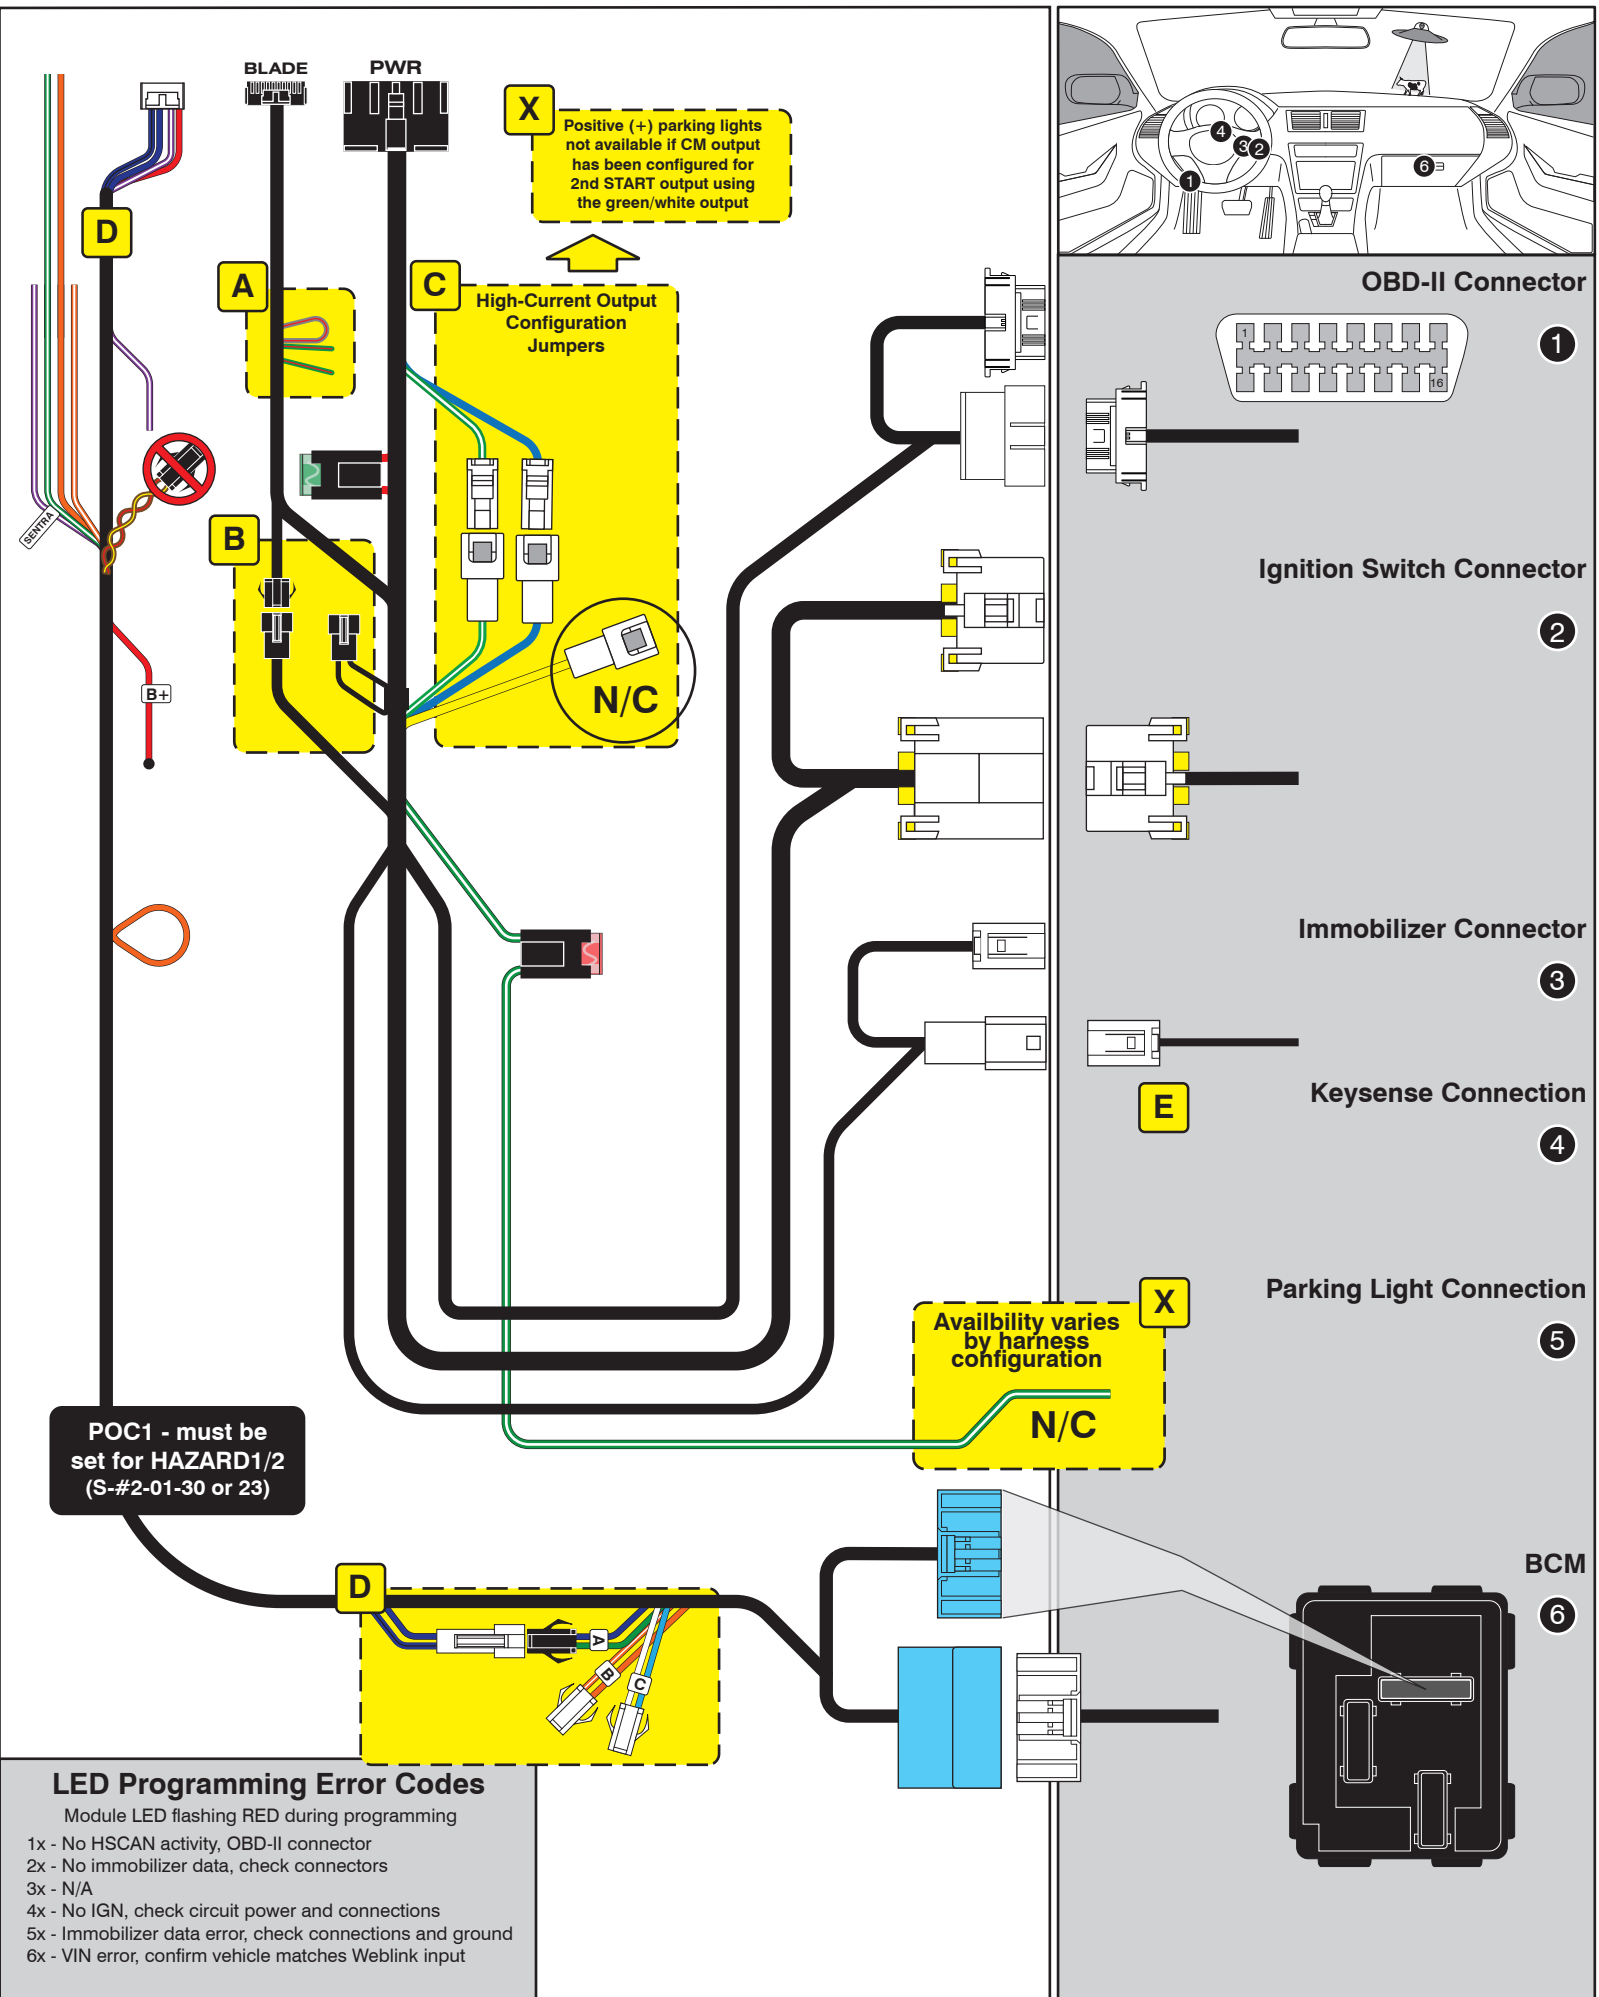 BLADE
PWR
X
Positive (+) parking lights
not available if CM output
has been configured for
2nd START output using
the green/white output
D
A
C
High-Current Output
Configuration
Jumpers
SENTRA
B
B+
N/C
4
3
2
1
6
OBD-II Connector
1
1
16
Ignition Switch Connector
2
Immobilizer Connector
3
E
Keysense Connection
4
X
Parking Light Connection
5
Availbility varies
by harness
configuration
N/C
POC1 - must be
set for HAZARD1/2
(S-#2-01-30 or 23)
D
A
B
C
BCM
6
LED Programming Error Codes
Module LED flashing RED during programming
1x - No HSCAN activity, OBD-II connector
2x - No immobilizer data, check connectors
3x - N/A
4x - No IGN, check circuit power and connections
5x - Immobilizer data error, check connections and ground
6x - VIN error, confirm vehicle matches Weblink input